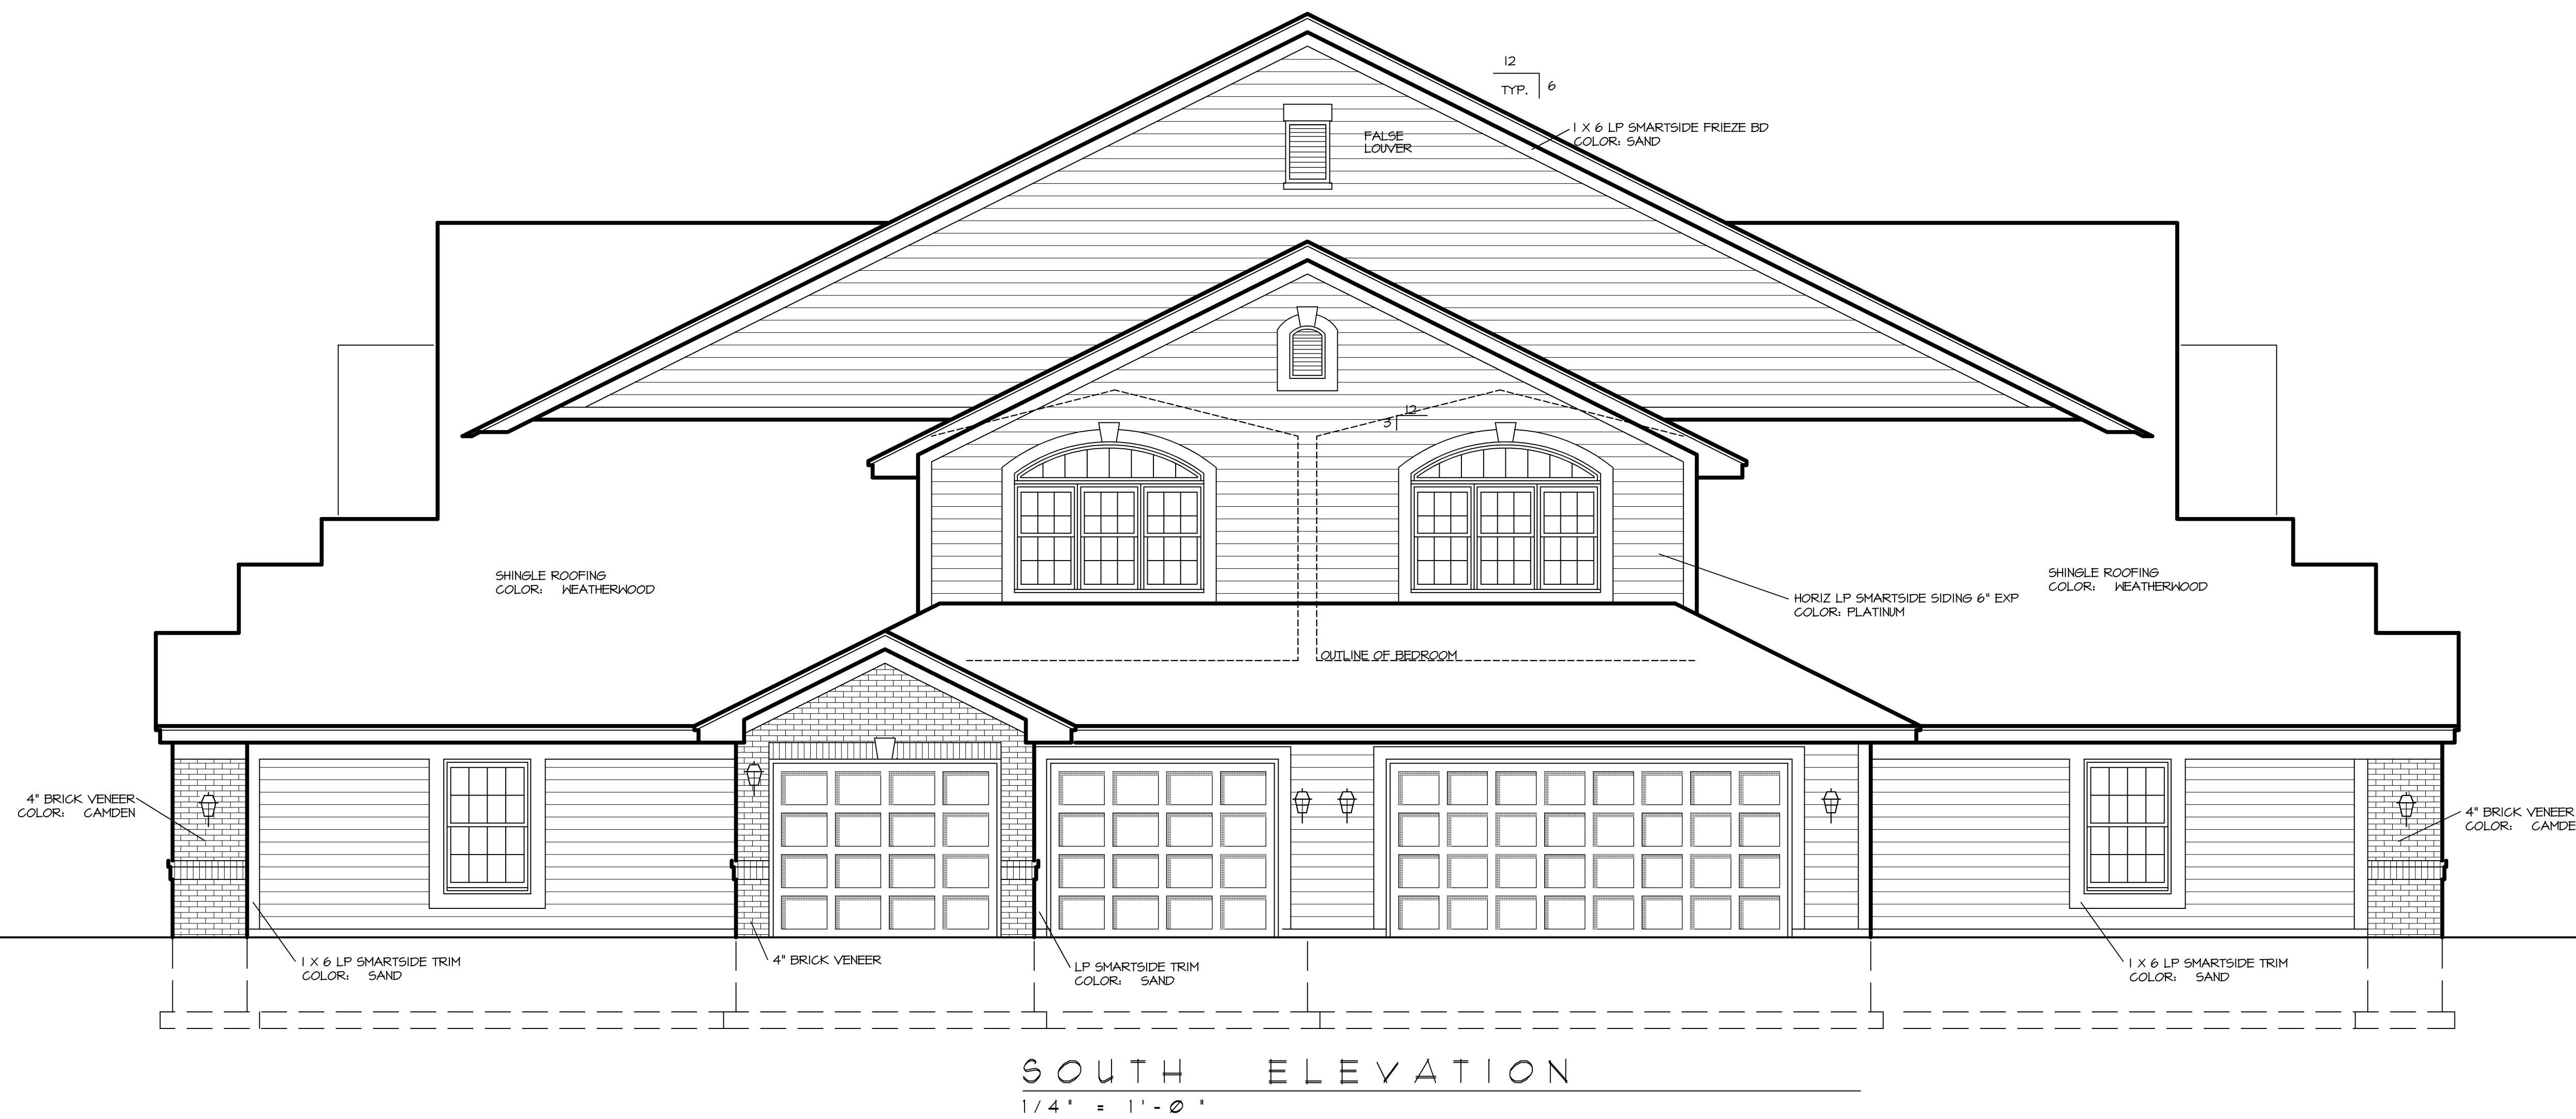 12
TYP.
6
1 X 6 LP SMARTSIDE FRIEZE BD
COLOR: SAND
FALSE
LOUVER
12
3
SHINGLE ROOFING
COLOR: WEATHERWOOD
SHINGLE ROOFING
COLOR: WEATHERWOOD
HORIZ LP SMARTSIDE SIDING 6" EXP
COLOR: PLATINUM
OUTLINE OF BEDROOM
4" BRICK VENEER
COLOR: CAMDEN
4" BRICK VENEER
COLOR: CAMDE
1 X 6 LP SMARTSIDE TRIM
COLOR: SAND
4" BRICK VENEER
LP SMARTSIDE TRIM
COLOR: SAND
1 X 6 LP SMARTSIDE TRIM
COLOR: SAND
SOUTH ELEVATION
1/4" = 1'-0"